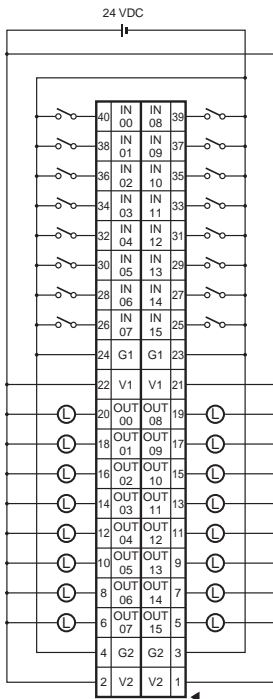 24 VDC
40 IN 00 IN 08 39
38 IN 01 IN 09 37
36 IN 02 IN 10 35
34 IN 03 IN 11 33
32 IN 04 IN 12 31
30 IN 05 IN 13 29
28 IN 06 IN 14 27
26 IN 07 IN 15 25
24 G1 G1 23
22 V1 V1 21
L 20 OUT 00 OUT 08 19 L
L 18 OUT 01 OUT 09 17 L
L 16 OUT 02 OUT 10 15 L
L 14 OUT 03 OUT 11 13 L
L 12 OUT 04 OUT 12 11 L
L 10 OUT 05 OUT 13 9 L
L 8 OUT 06 OUT 14 7 L
L 6 OUT 07 OUT 15 5 L
4 G2 G2 3
2 V2 V2 1